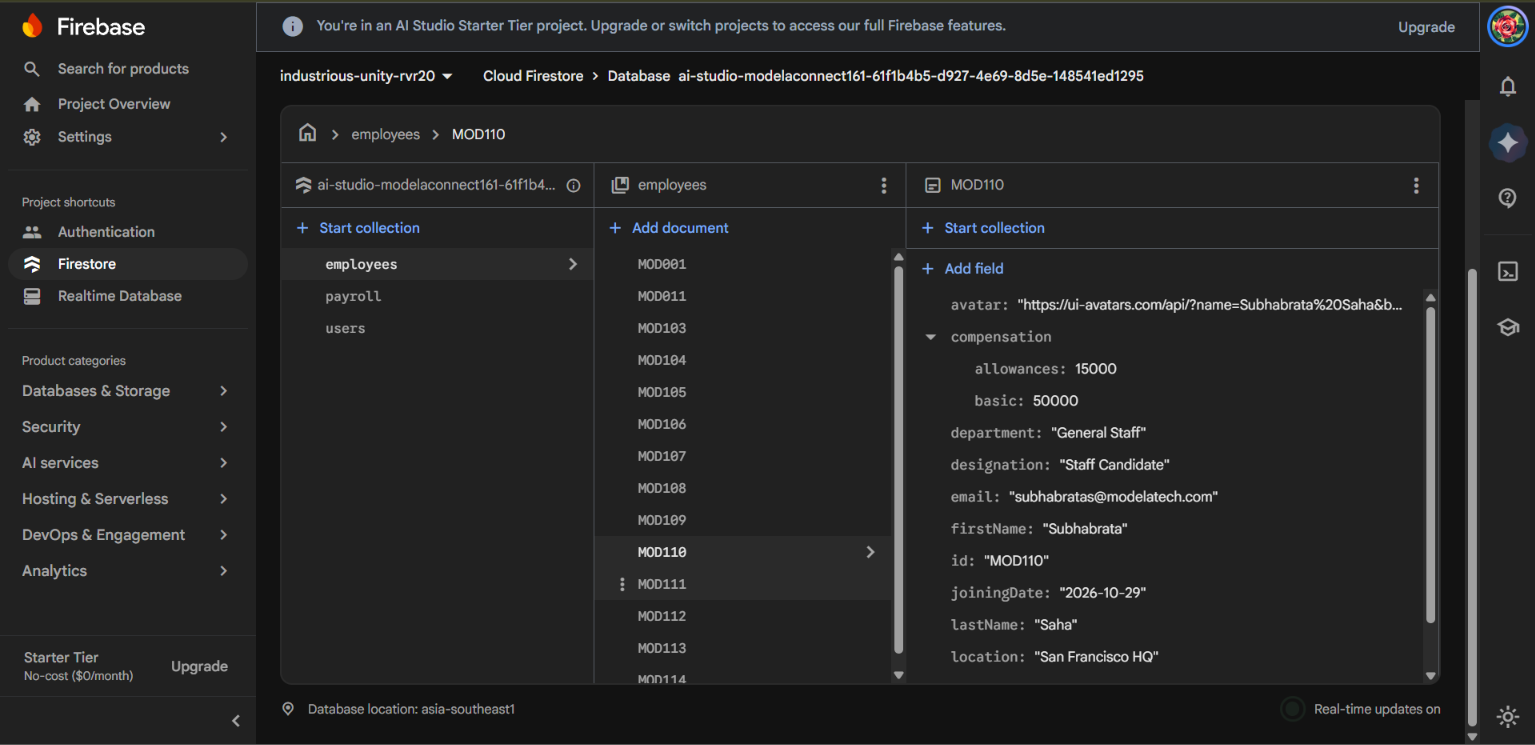 Firebase
Search for products
Project Overview
Settings
Project shortcuts
Authentication
Firestore
Realtime Database
Product categories
Databases & Storage
Security
AI services
Hosting & Serverless
DevOps & Engagement
Analytics
Starter Tier
No-cost ($0/month)
Upgrade
You're in an AI Studio Starter Tier project. Upgrade or switch projects to access our full Firebase features.
Upgrade
industrious-unity-rvr20
Cloud Firestore > Database ai-studio-modelaconnect161-61f1b4b5-d927-4e69-8d5e-148541ed1295
employees > MOD110
ai-studio-modelaconnect161-61f1b4...
+ Start collection
employees
payroll
users
employees
+ Add document
MOD001
MOD011
MOD103
MOD104
MOD105
MOD106
MOD107
MOD108
MOD109
MOD110
MOD111
MOD112
MOD113
MOD114
MOD110
+ Start collection
+ Add field
avatar: "https://ui-avatars.com/api/?name=Subhabrata%20Saha&b...
compensation
allowances: 15000
basic: 50000
department: "General Staff"
designation: "Staff Candidate"
email: "subhabratas@modelatech.com"
firstName: "Subhabrata"
id: "MOD110"
joiningDate: "2026-10-29"
lastName: "Saha"
location: "San Francisco HQ"
Database location: asia-southeast1
Real-time updates on